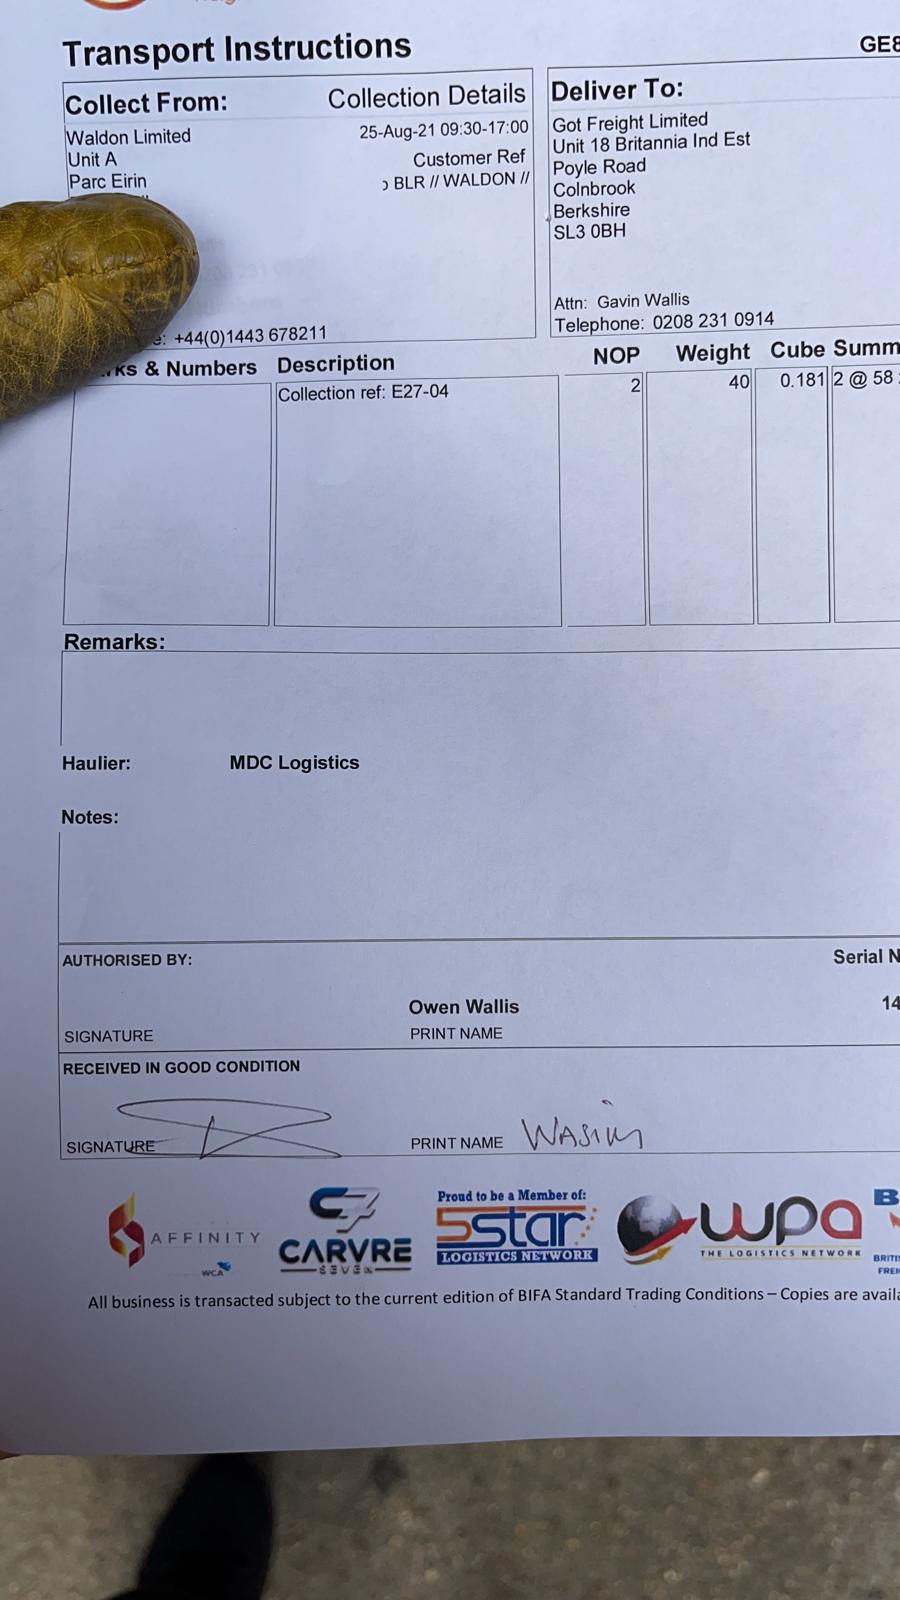 Transport Instructions
GE8
Collect From:
Collection Details
Waldon Limited
Unit A
Parc Eirin
25-Aug-21 09:30-17:00
Customer Ref
BLR // WALDON //
+44(0)1443 678211
Deliver To:
Got Freight Limited
Unit 18 Britannia Ind Est
Poyle Road
Colnbrook
Berkshire
SL3 0BH
Attn: Gavin Wallis
Telephone: 0208 231 0914
ks & Numbers Description NOP Weight Cube Summ
Collection ref: E27-04 2 40 0.181 2 @ 58
Remarks:
Haulier: MDC Logistics
Notes:
AUTHORISED BY:
Serial N
Owen Wallis
14
SIGNATURE PRINT NAME
RECEIVED IN GOOD CONDITION
SIGNATURE PRINT NAME WASIM
AFFINITY
WCA
C7
CARVRE
SEVEN
Proud to be a Member of:
5star
LOGISTICS NETWORK
wpa
THE LOGISTICS NETWORK
B
BRITI
FREI
All business is transacted subject to the current edition of BIFA Standard Trading Conditions – Copies are availa